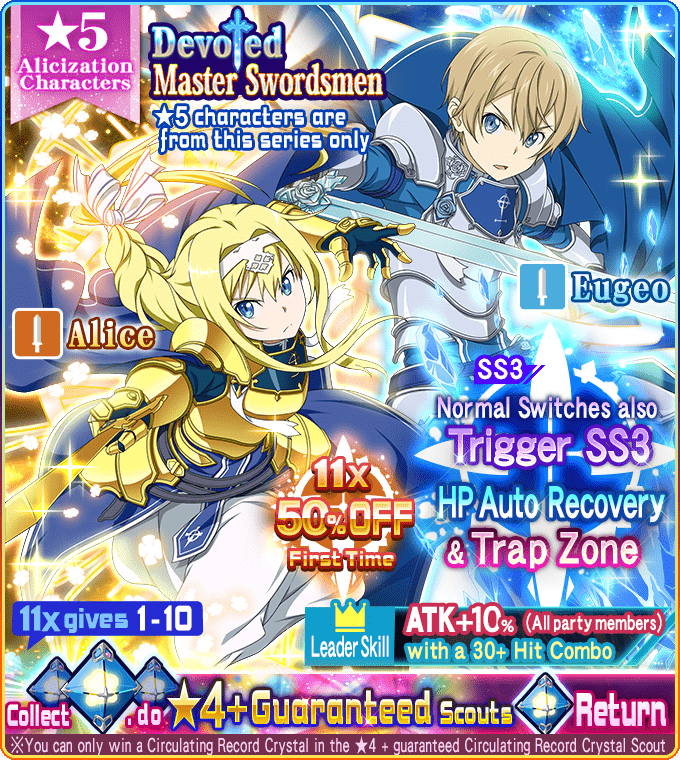 ★5
Alicization
Characters
Devoted
Master Swordsmen
★5 characters are
from this series only
Eugeo
Alice
SS3
Normal Switches also
Trigger SS3
HP Auto Recovery
& Trap Zone
11x
50%OFF
First Time
11x gives 1-10
Leader Skill
ATK+10% (All party members)
with a 30+ Hit Combo
Collect , do ★4+Guaranteed Scouts Return
※You can only win a Circulating Record Crystal in the ★4 + guaranteed Circulating Record Crystal Scout